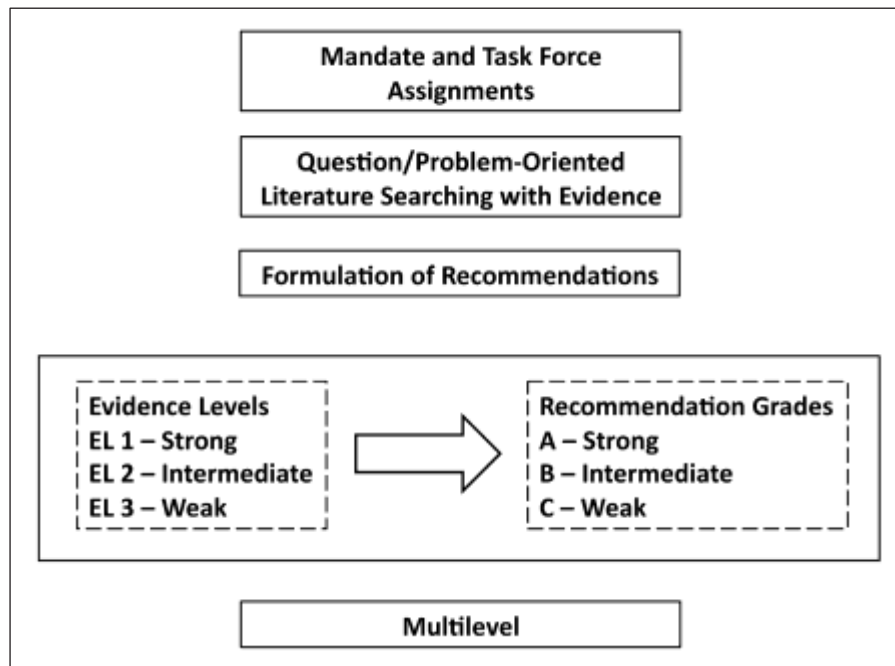 Mandate and Task Force
Assignments
Question/Problem-Oriented
Literature Searching with Evidence
Formulation of Recommendations
Evidence Levels
EL 1 – Strong
EL 2 – Intermediate
EL 3 – Weak
Recommendation Grades
A – Strong
B – Intermediate
C – Weak
Multilevel